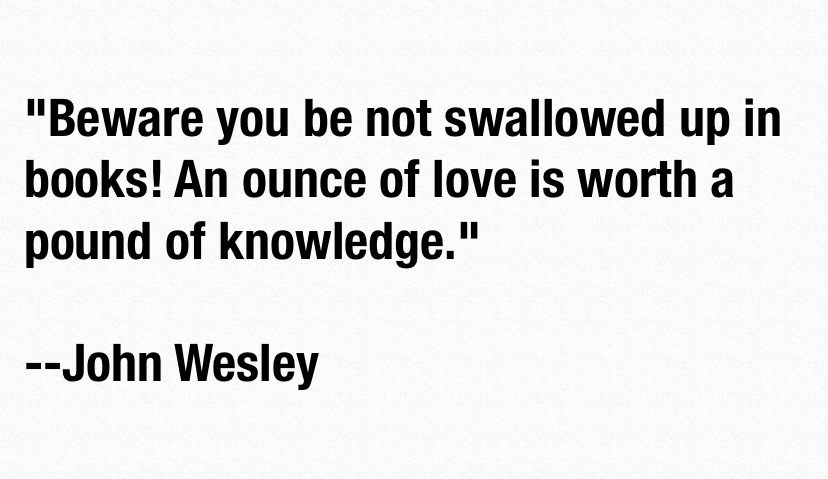 "Beware you be not swallowed up in
books! An ounce of love is worth a
pound of knowledge."
--John Wesley